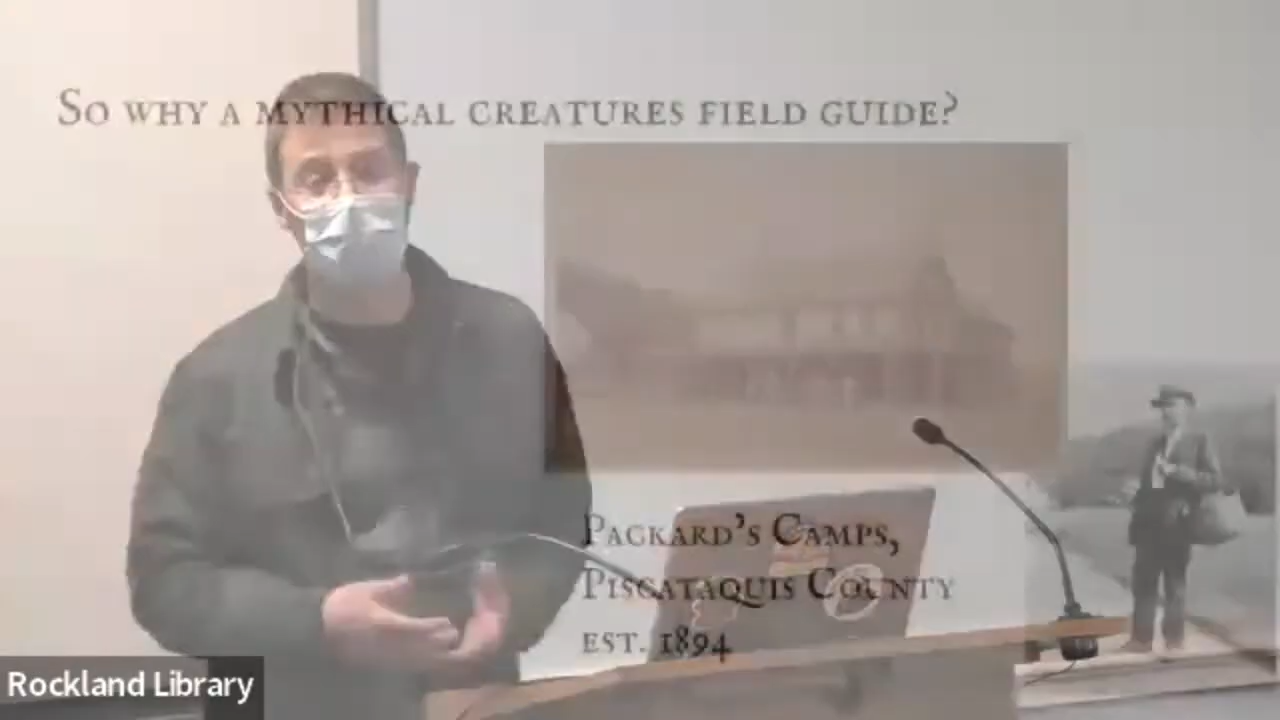 So why a mythical creatures field guide?
Packard's Camps,
Piscataquis County
est. 1894
Rockland Library